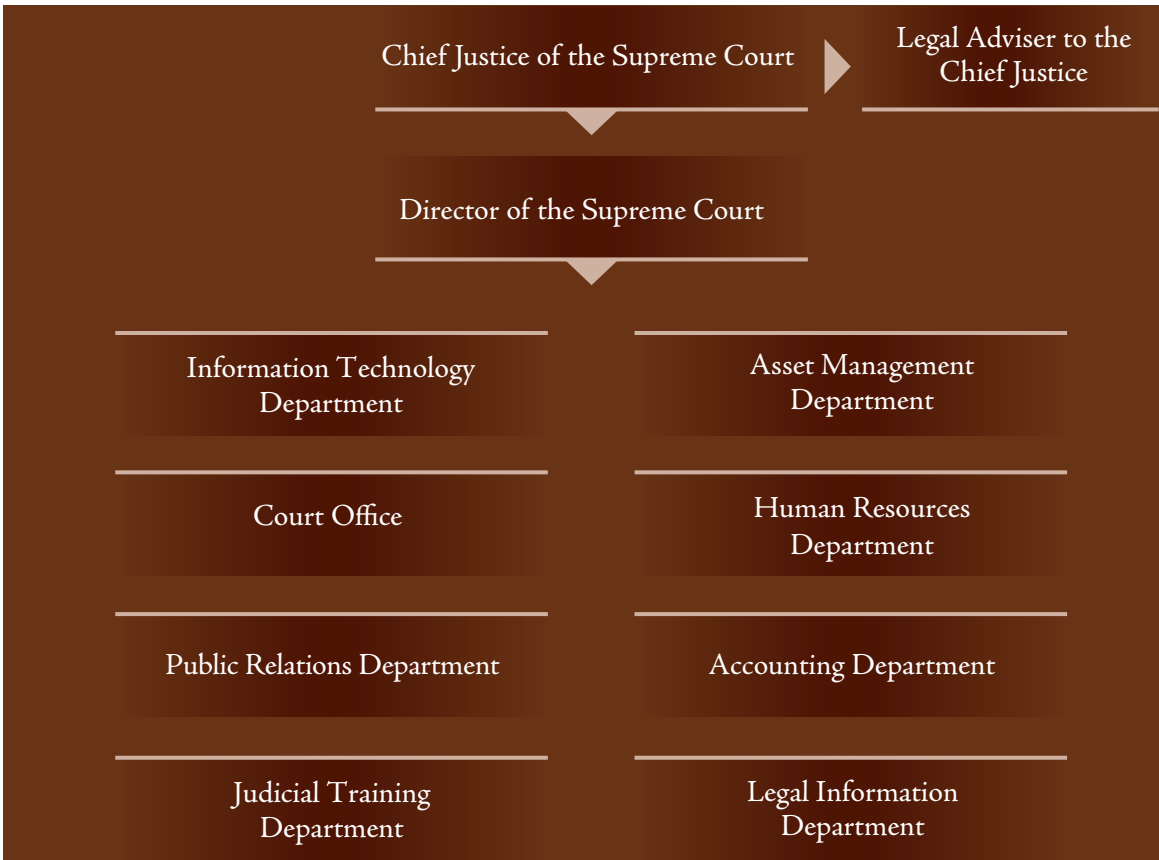 Chief Justice of the Supreme Court
Legal Adviser to the
Chief Justice
Director of the Supreme Court
Information Technology
Department
Asset Management
Department
Court Office
Human Resources
Department
Public Relations Department
Accounting Department
Judicial Training
Department
Legal Information
Department